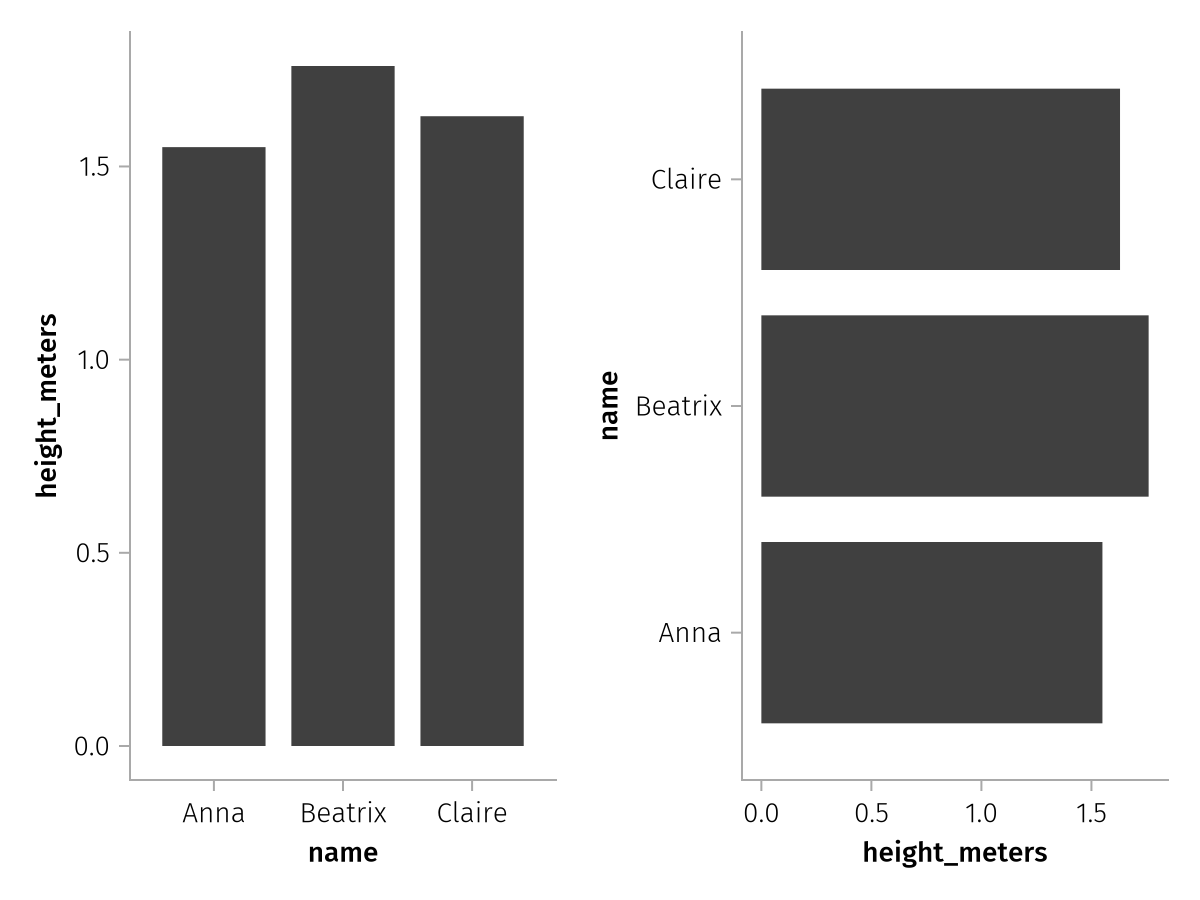 height_meters
1.5
1.0
0.5
0.0
Anna Beatrix Claire
name
name
Claire
Beatrix
Anna
0.0 0.5 1.0 1.5
height_meters